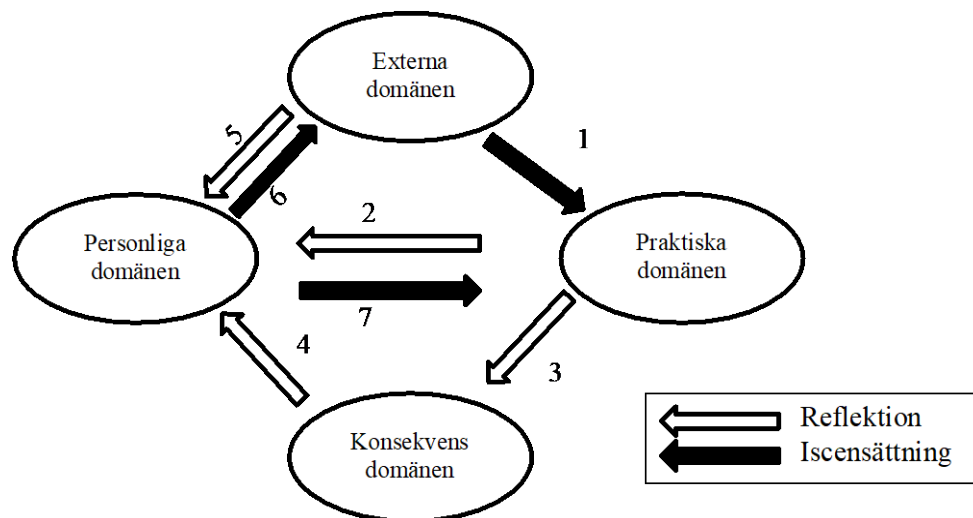 Externa
domänen
5
1
6
2
Personliga
domänen
Praktiska
domänen
7
4
3
Konsekvens
domänen
Reflektion
Iscensättning